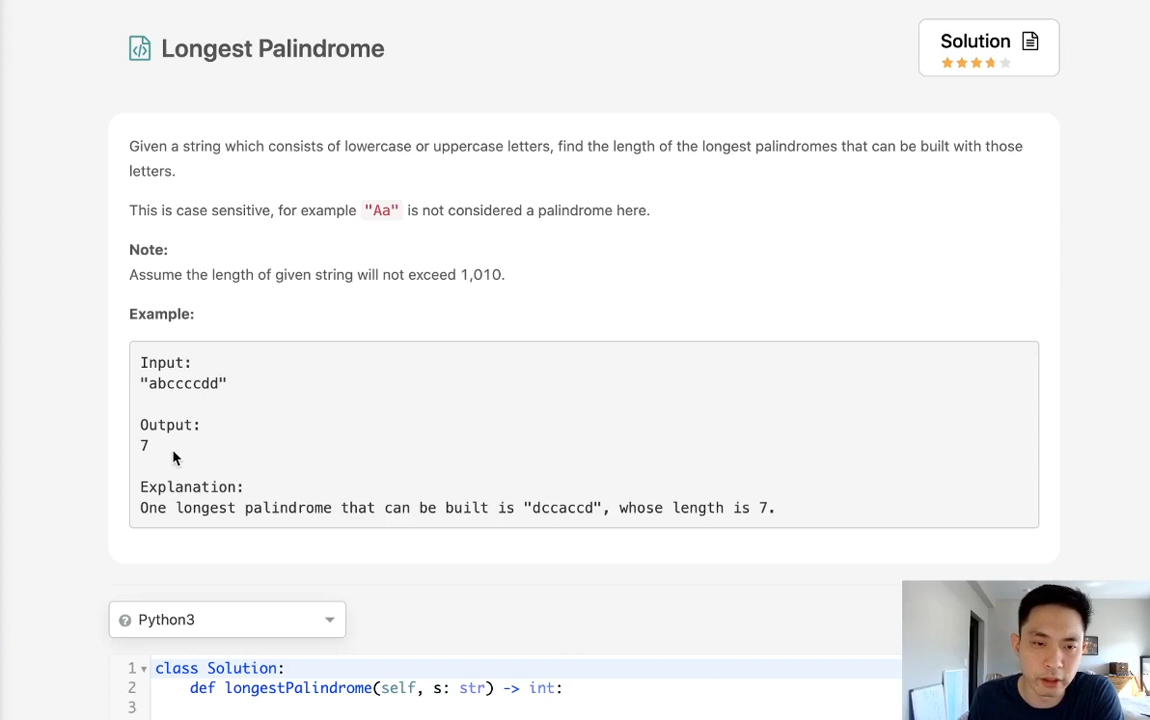 Longest Palindrome
Solution
Given a string which consists of lowercase or uppercase letters, find the length of the longest palindromes that can be built with those
letters.
This is case sensitive, for example "Aa" is not considered a palindrome here.
Note:
Assume the length of given string will not exceed 1,010.
Example:
Input:
"abccccdd"
Output:
7
Explanation:
One longest palindrome that can be built is "dccaccd", whose length is 7.
Python3
1 class Solution:
2 def longestPalindrome(self, s: str) -> int:
3